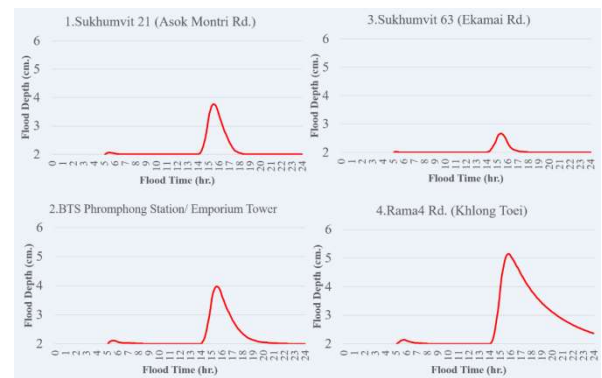 1.Sukhumvit 21 (Asok Montri Rd.)
Flood Depth (cm.)
6
5
4
3
2
0 1 2 3 4 5 6 7 8 9 10 11 12 13 14 15 16 17 18 19 20 21 22 23 24
Flood Time (hr.)
3.Sukhumvit 63 (Ekamai Rd.)
Flood Depth (cm.)
6
5
4
3
2
0 1 2 3 4 5 6 7 8 9 10 11 12 13 14 15 16 17 18 19 20 21 22 23 24
Flood Time (hr.)
2.BTS Phromphong Station/ Emporium Tower
Flood Depth (cm.)
6
5
4
3
2
0 1 2 3 4 5 6 7 8 9 10 11 12 13 14 15 16 17 18 19 20 21 22 23 24
Flood Time (hr.)
4.Rama4 Rd. (Khlong Toei)
Flood Depth (cm.)
6
5
4
3
2
0 1 2 3 4 5 6 7 8 9 10 11 12 13 14 15 16 17 18 19 20 21 22 23 24
Flood Time (hr.)